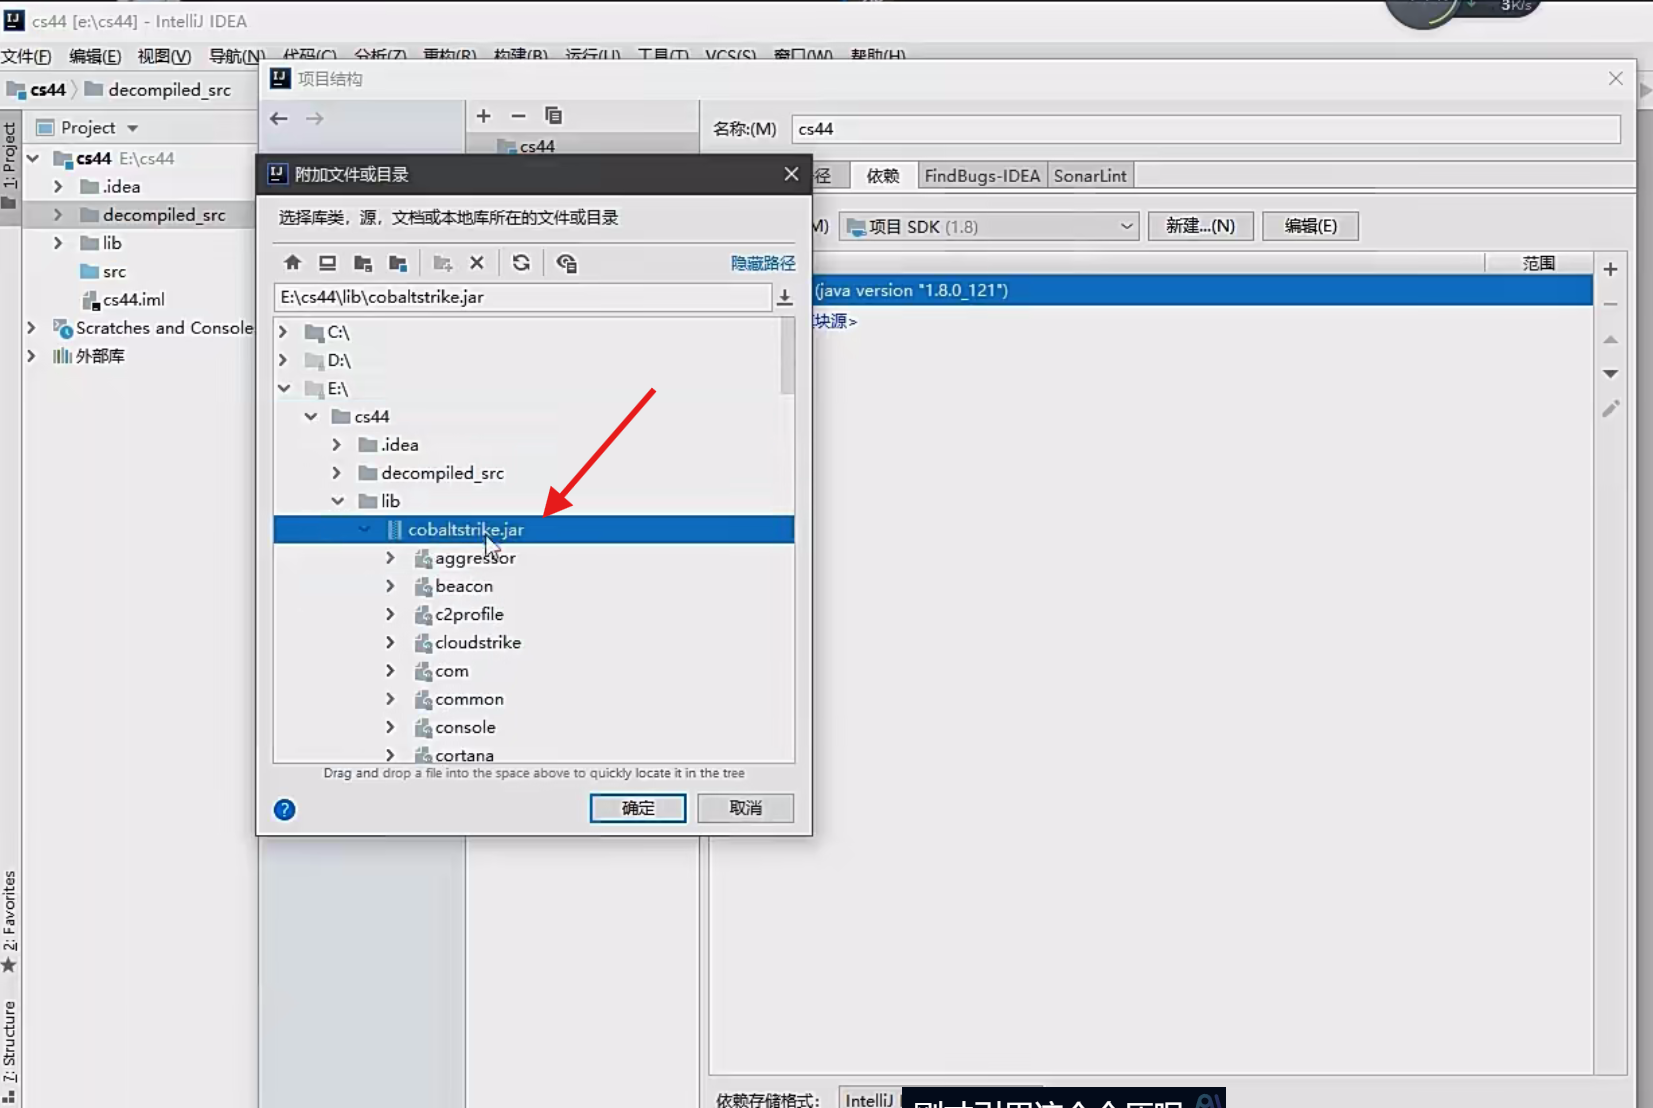 cs44 [e:\cs44] - IntelliJ IDEA
3K/s
文件(F) 编辑(E) 视图(V) 导航(N) 代码(C) 分析(Z) 重构(R) 构建(B) 运行(U) 工具(T) VCS(S) 窗口(W) 帮助(H)
cs44 decompiled_src
项目结构
1: Project
Project
cs44 E:\cs44
.idea
decompiled_src
lib
src
cs44.iml
Scratches and Console
外部库
2: Favorites
7: Structure
cs44
名称:(M) cs44
径 依赖 FindBugs-IDEA SonarLint
M) 项目 SDK (1.8) 新建...(N) 编辑(E)
范围
(java version "1.8.0_121")
块源>
附加文件或目录
选择库类，源，文档或本地库所在的文件或目录
隐藏路径
E:\cs44\lib\cobaltstrike.jar
C:\
D:\
E:\
cs44
.idea
decompiled_src
lib
cobaltstrike.jar
aggressor
beacon
c2profile
cloudstrike
com
common
console
cortana
Drag and drop a file into the space above to quickly locate it in the tree
?
确定 取消
依赖存储格式: IntelliJ